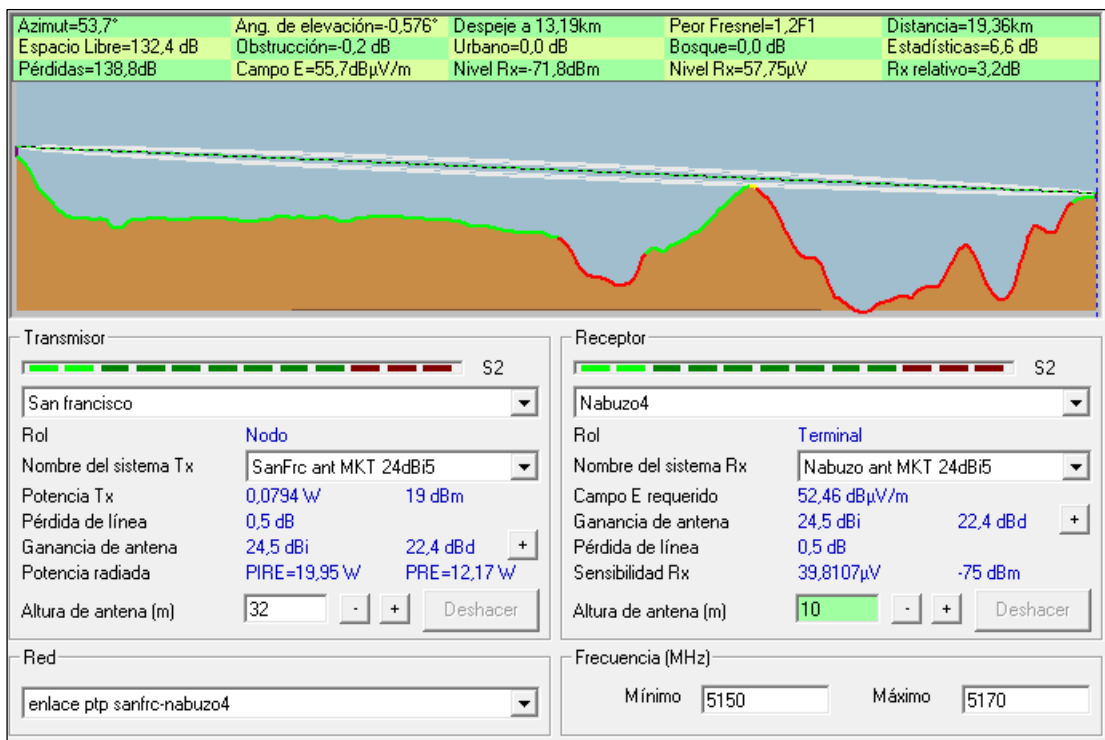 Azimut=53,7° Ang. de elevación=-0,576° Despeje a 13,19km Peor Fresnel=1,2F1 Distancia=19,36km
Espacio Libre=132,4 dB Obstrucción=-0,2 dB Urbano=0,0 dB Bosque=0,0 dB Estadísticas=6,6 dB
Pérdidas=138,8dB Campo E=55,7dBµV/m Nivel Rx=-71,8dBm Nivel Rx=57,75µV Rx relativo=3,2dB
Transmisor
S2
San francisco
Rol Nodo
Nombre del sistema Tx SanFrc ant MKT 24dBi5
Potencia Tx 0,0794 W 19 dBm
Pérdida de línea 0,5 dB
Ganancia de antena 24,5 dBi 22,4 dBd +
Potencia radiada PIRE=19,95 W PRE=12,17 W
Altura de antena (m) 32 - + Deshacer
Receptor
S2
Nabuzo4
Rol Terminal
Nombre del sistema Rx Nabuzo ant MKT 24dBi5
Campo E requerido 52,46 dBµV/m
Ganancia de antena 24,5 dBi 22,4 dBd +
Pérdida de línea 0,5 dB
Sensibilidad Rx 39,8107µV -75 dBm
Altura de antena (m) 10 - + Deshacer
Red
enlace ptp sanfrc-nabuzo4
Frecuencia (MHz)
Mínimo 5150 Máximo 5170